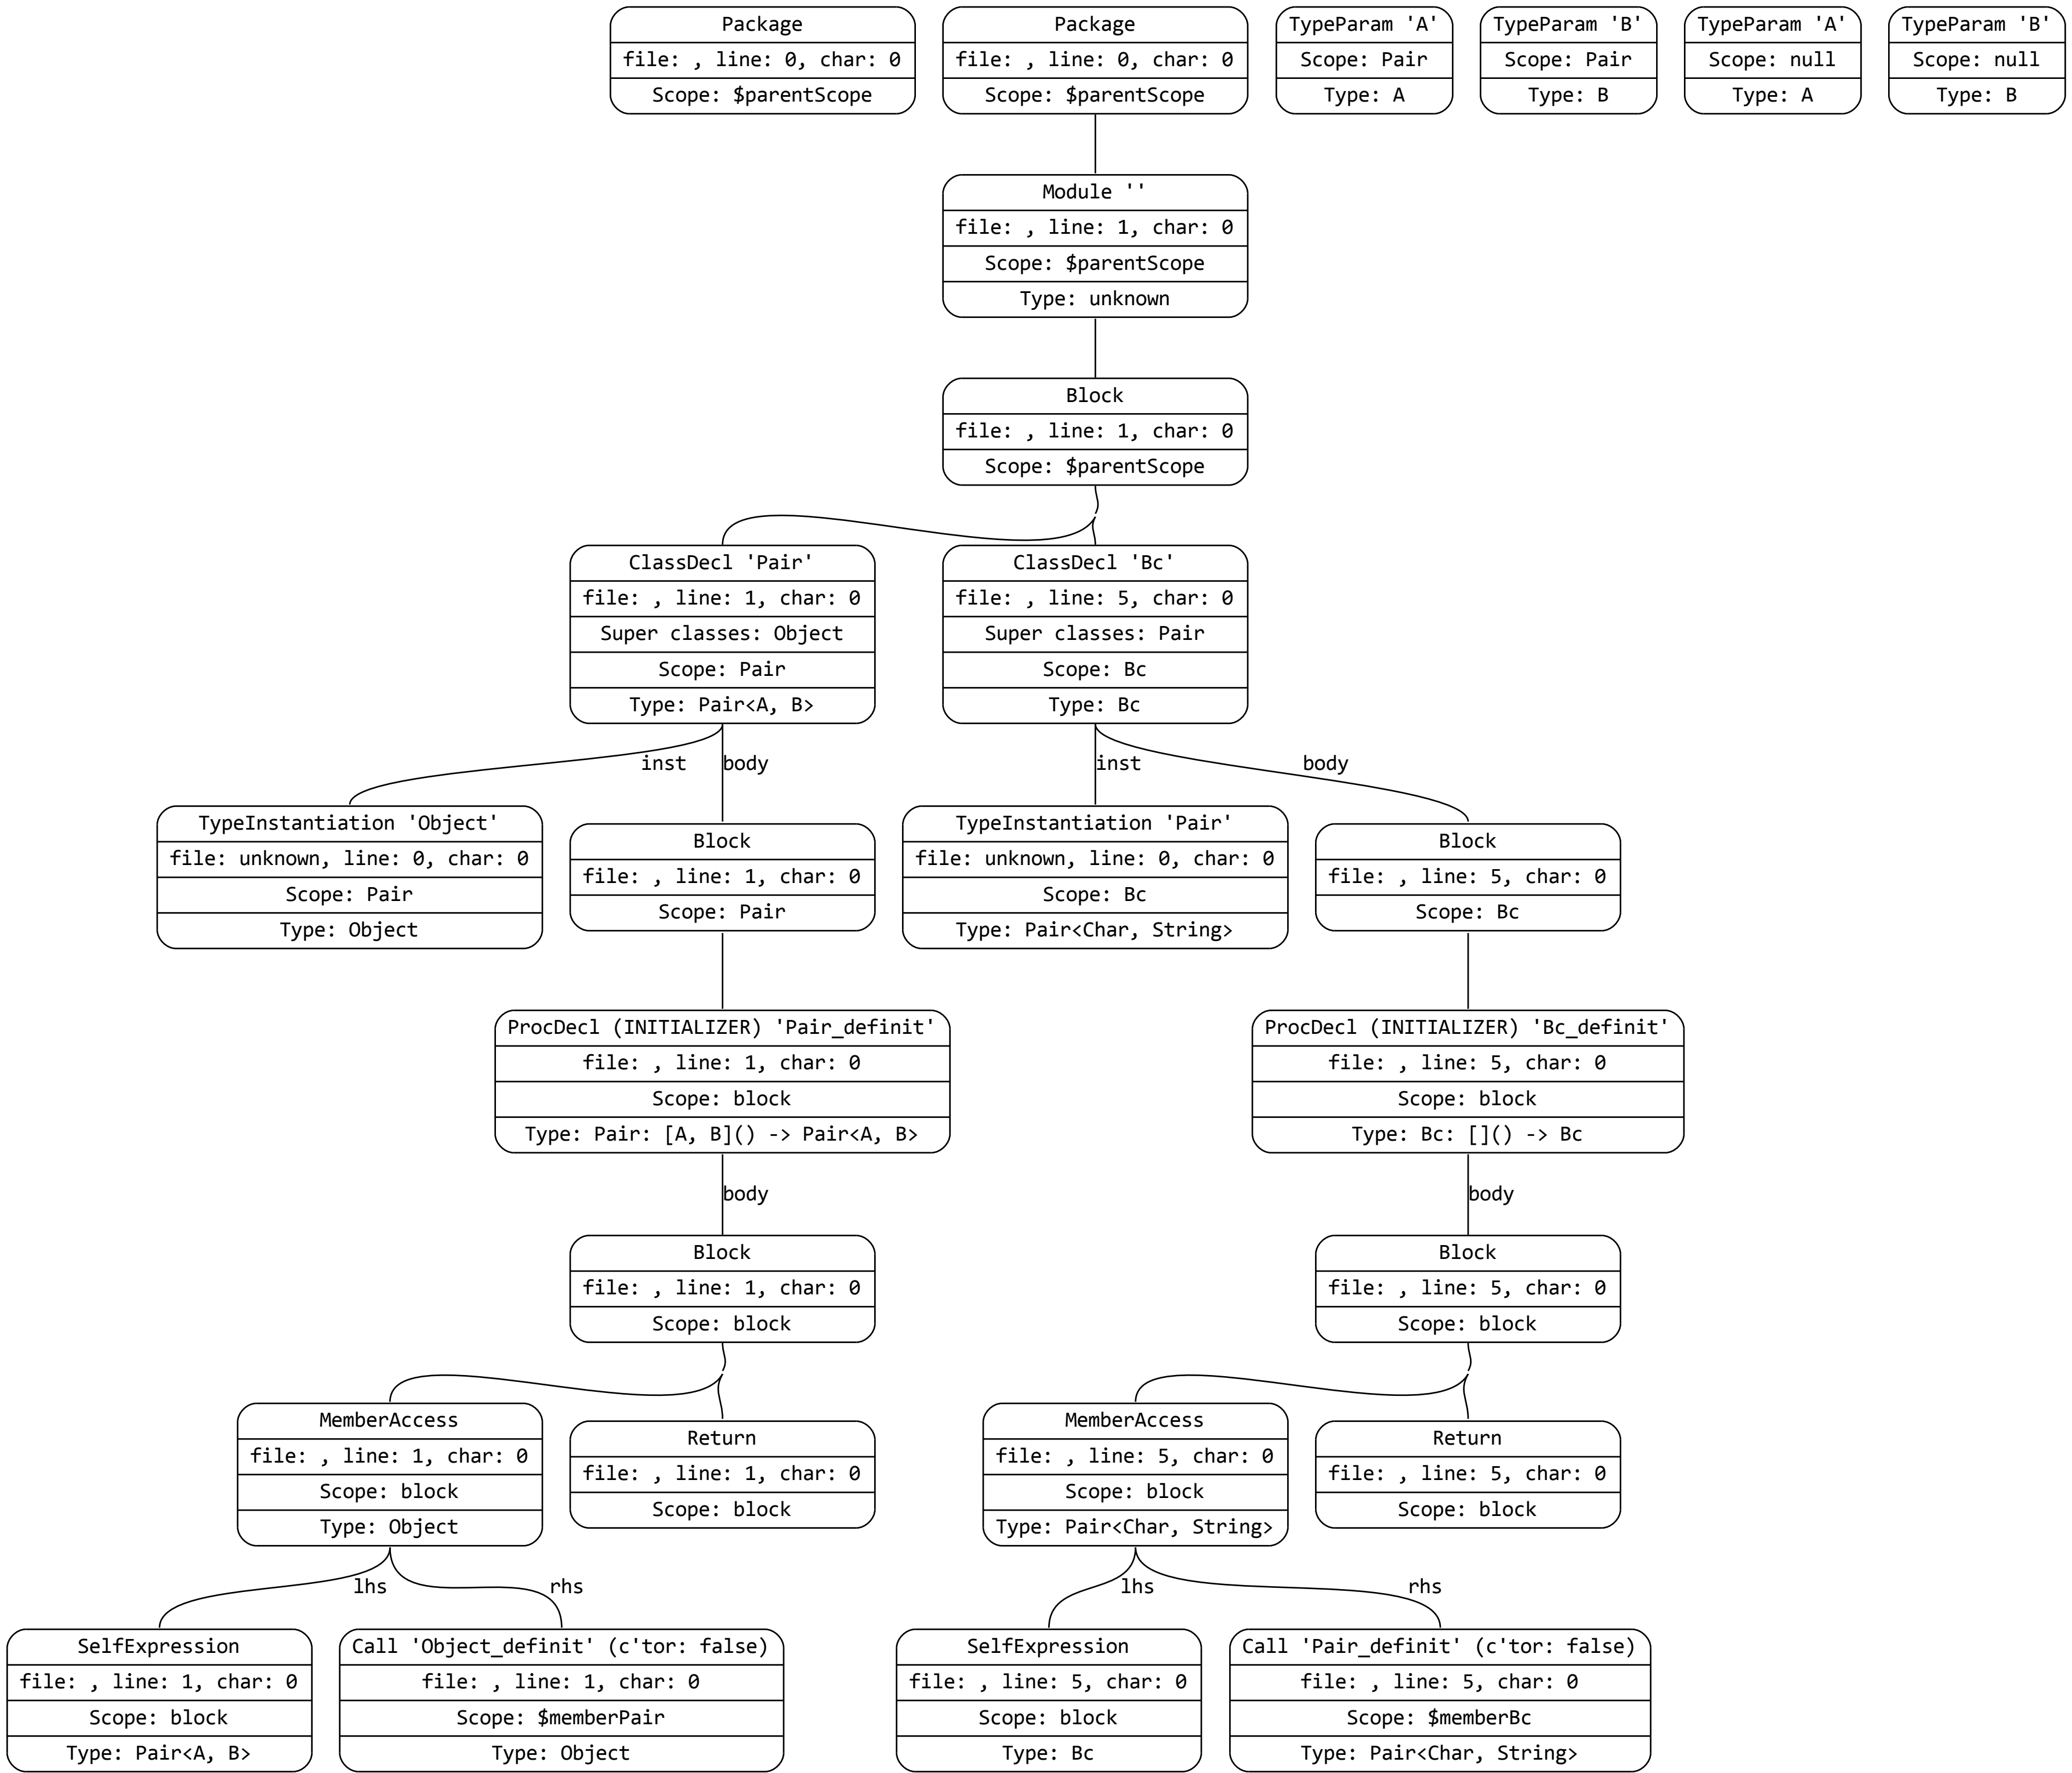 Package
file: , line: 0, char: 0
Scope: $parentScope
Package
file: , line: 0, char: 0
Scope: $parentScope
TypeParam 'A'
Scope: Pair
Type: A
TypeParam 'B'
Scope: Pair
Type: B
TypeParam 'A'
Scope: null
Type: A
TypeParam 'B'
Scope: null
Type: B
Module ''
file: , line: 1, char: 0
Scope: $parentScope
Type: unknown
Block
file: , line: 1, char: 0
Scope: $parentScope
ClassDecl 'Pair'
file: , line: 1, char: 0
Super classes: Object
Scope: Pair
Type: Pair<A, B>
ClassDecl 'Bc'
file: , line: 5, char: 0
Super classes: Pair
Scope: Bc
Type: Bc
inst
body
inst
body
TypeInstantiation 'Object'
file: unknown, line: 0, char: 0
Scope: Pair
Type: Object
Block
file: , line: 1, char: 0
Scope: Pair
TypeInstantiation 'Pair'
file: unknown, line: 0, char: 0
Scope: Bc
Type: Pair<Char, String>
Block
file: , line: 5, char: 0
Scope: Bc
ProcDecl (INITIALIZER) 'Pair_definit'
file: , line: 1, char: 0
Scope: block
Type: Pair: [A, B]() -> Pair<A, B>
ProcDecl (INITIALIZER) 'Bc_definit'
file: , line: 5, char: 0
Scope: block
Type: Bc: []() -> Bc
body
body
Block
file: , line: 1, char: 0
Scope: block
Block
file: , line: 5, char: 0
Scope: block
MemberAccess
file: , line: 1, char: 0
Scope: block
Type: Object
Return
file: , line: 1, char: 0
Scope: block
MemberAccess
file: , line: 5, char: 0
Scope: block
Type: Pair<Char, String>
Return
file: , line: 5, char: 0
Scope: block
lhs
rhs
lhs
rhs
SelfExpression
file: , line: 1, char: 0
Scope: block
Type: Pair<A, B>
Call 'Object_definit' (c'tor: false)
file: , line: 1, char: 0
Scope: $memberPair
Type: Object
SelfExpression
file: , line: 5, char: 0
Scope: block
Type: Bc
Call 'Pair_definit' (c'tor: false)
file: , line: 5, char: 0
Scope: $memberBc
Type: Pair<Char, String>